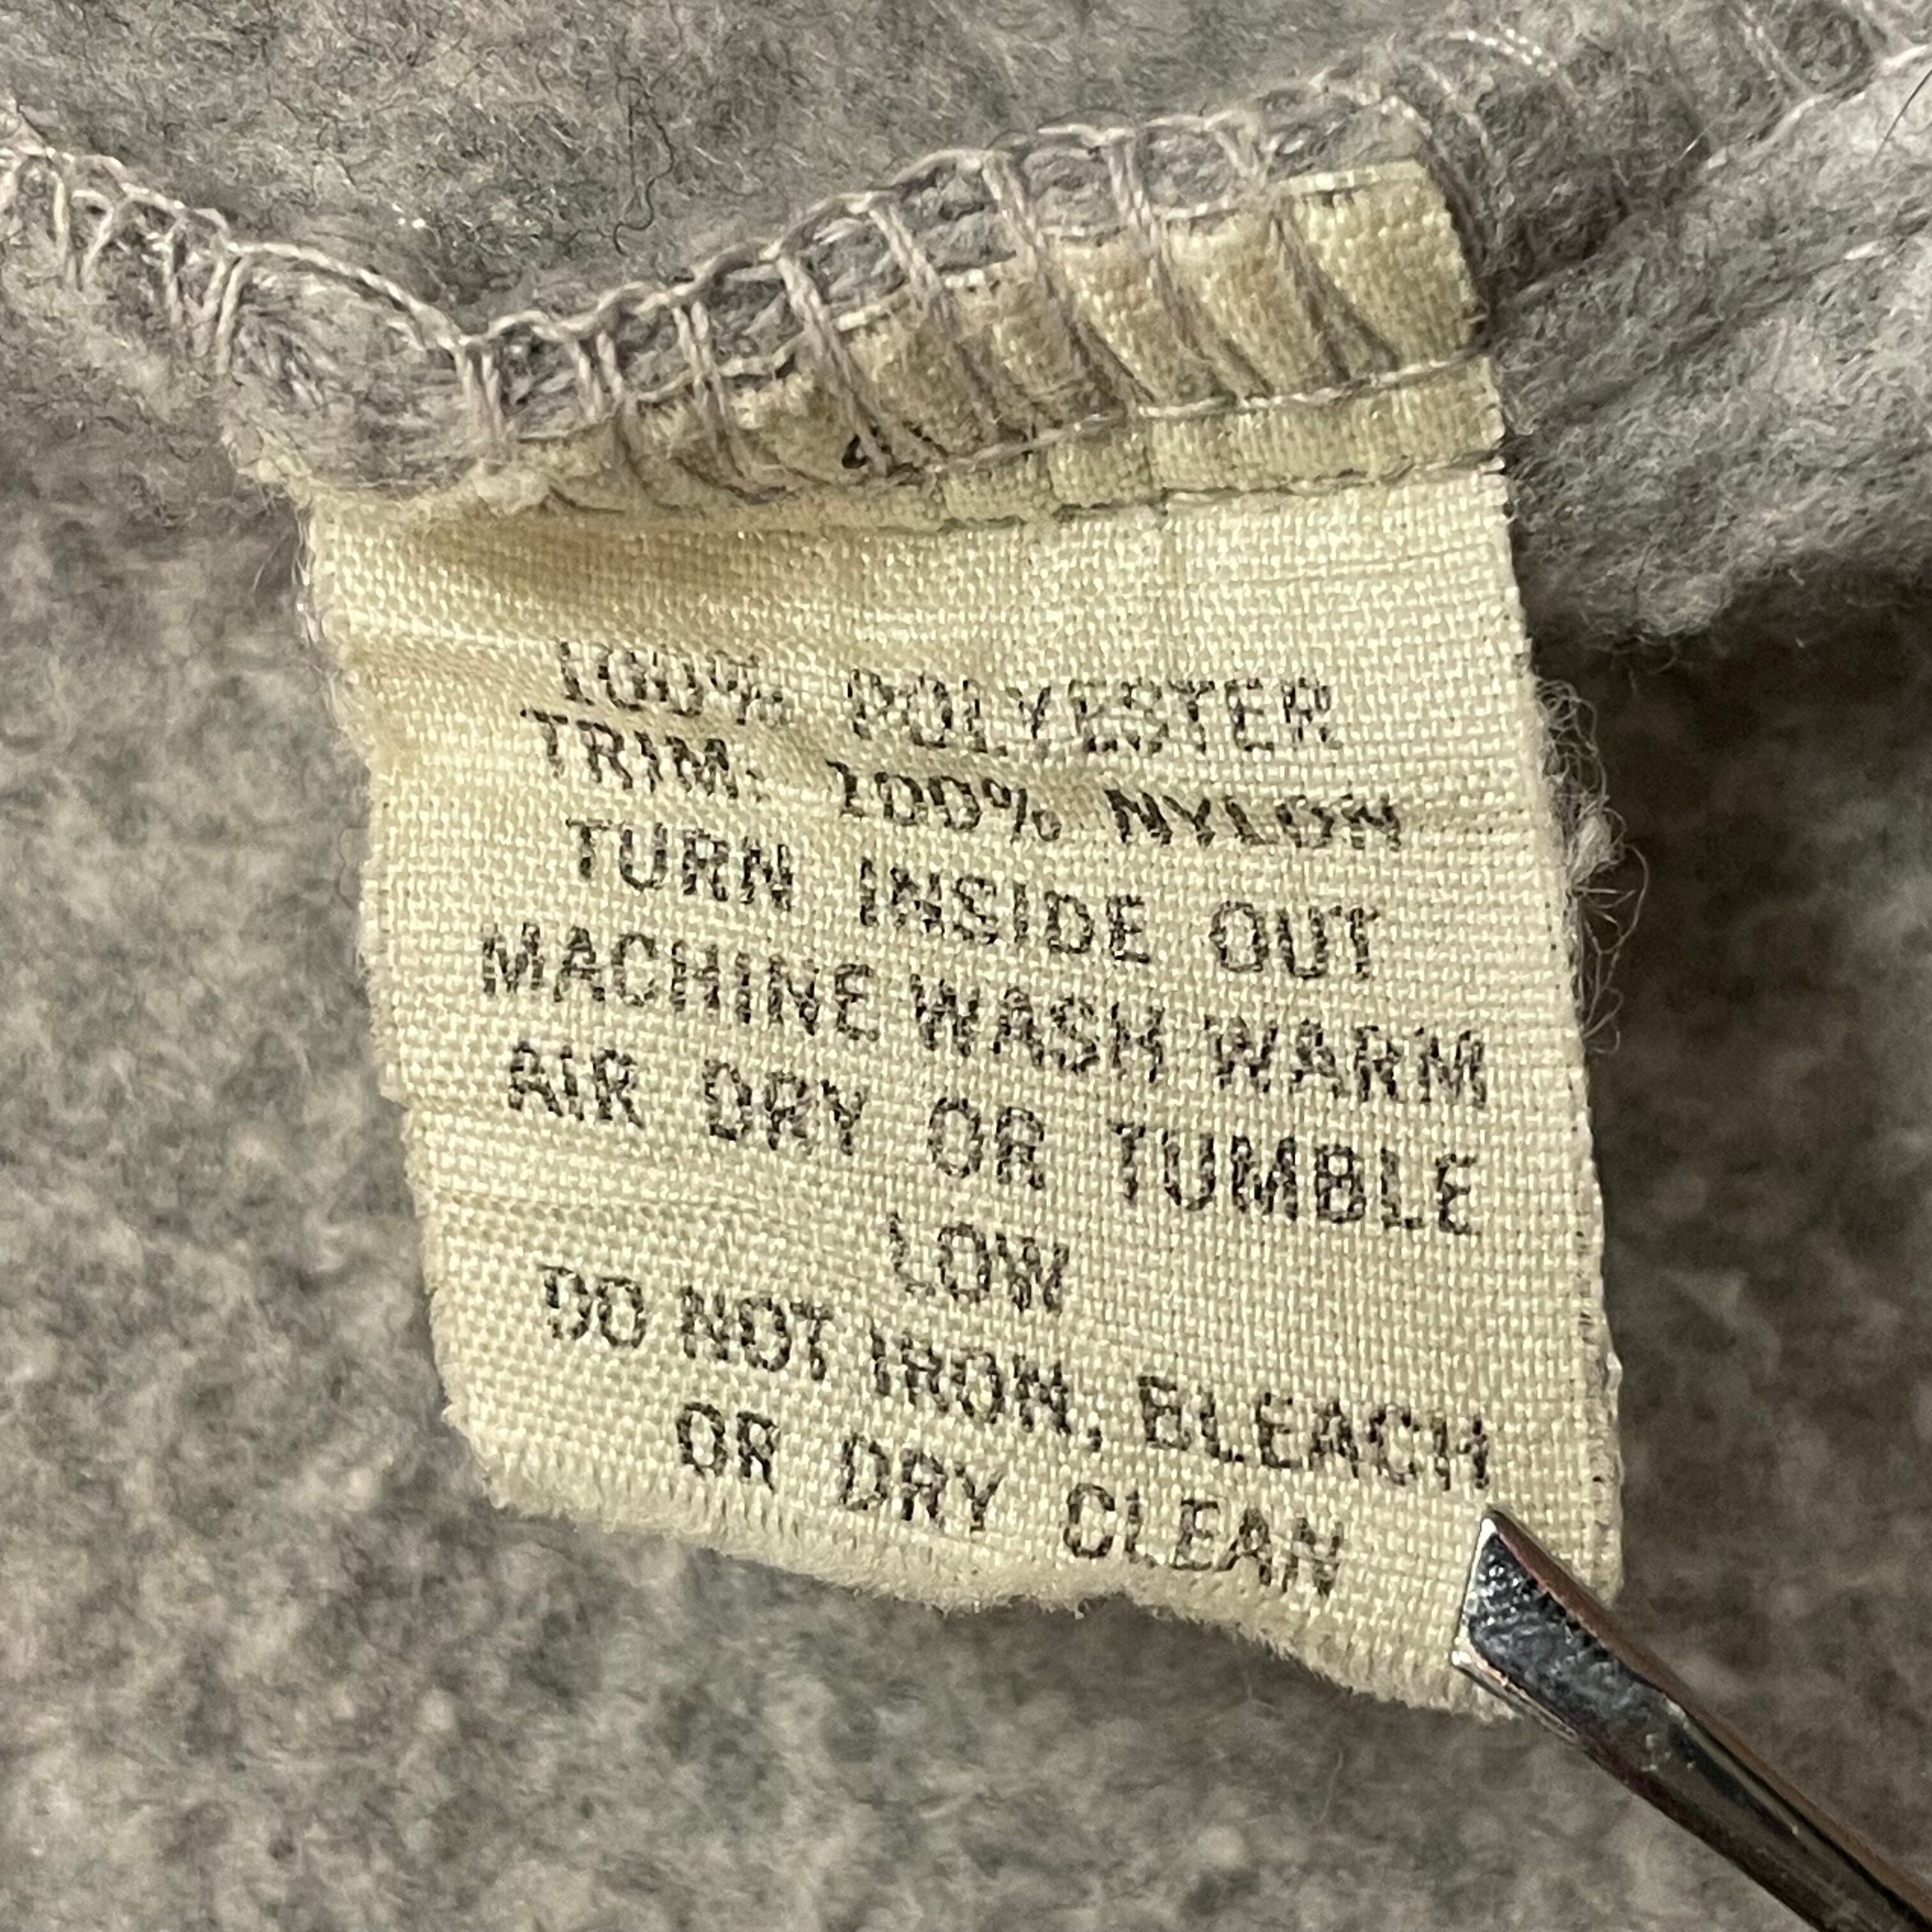 100% POLYESTER
TRIM: 100% NYLON
TURN INSIDE OUT
MACHINE WASH WARM
AIR DRY OR TUMBLE
LOW
DO NOT IRON, BLEACH
OR DRY CLEAN